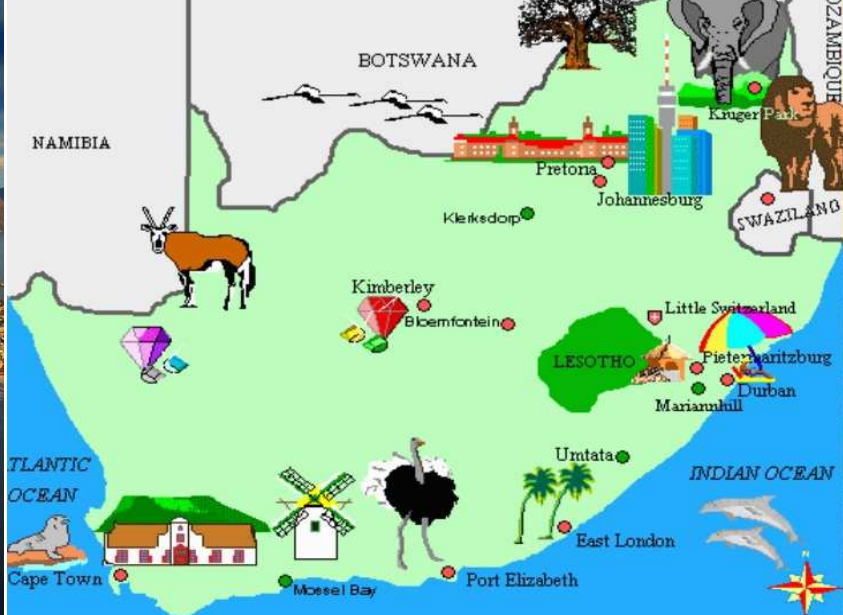 BOTSWANA
MOZAMBIQUE
NAMIBIA
Kruger Park
Pretoria
Johannesburg
SWAZILAND
Klerksdorp
Kimberley
Bloemfontein
Little Switzerland
LESOTHO
Pietermaritzburg
Durban
Mariannhill
Umtata
TLANTIC
OCEAN
INDIAN OCEAN
East London
Cape Town
Mossel Bay
Port Elizabeth
N